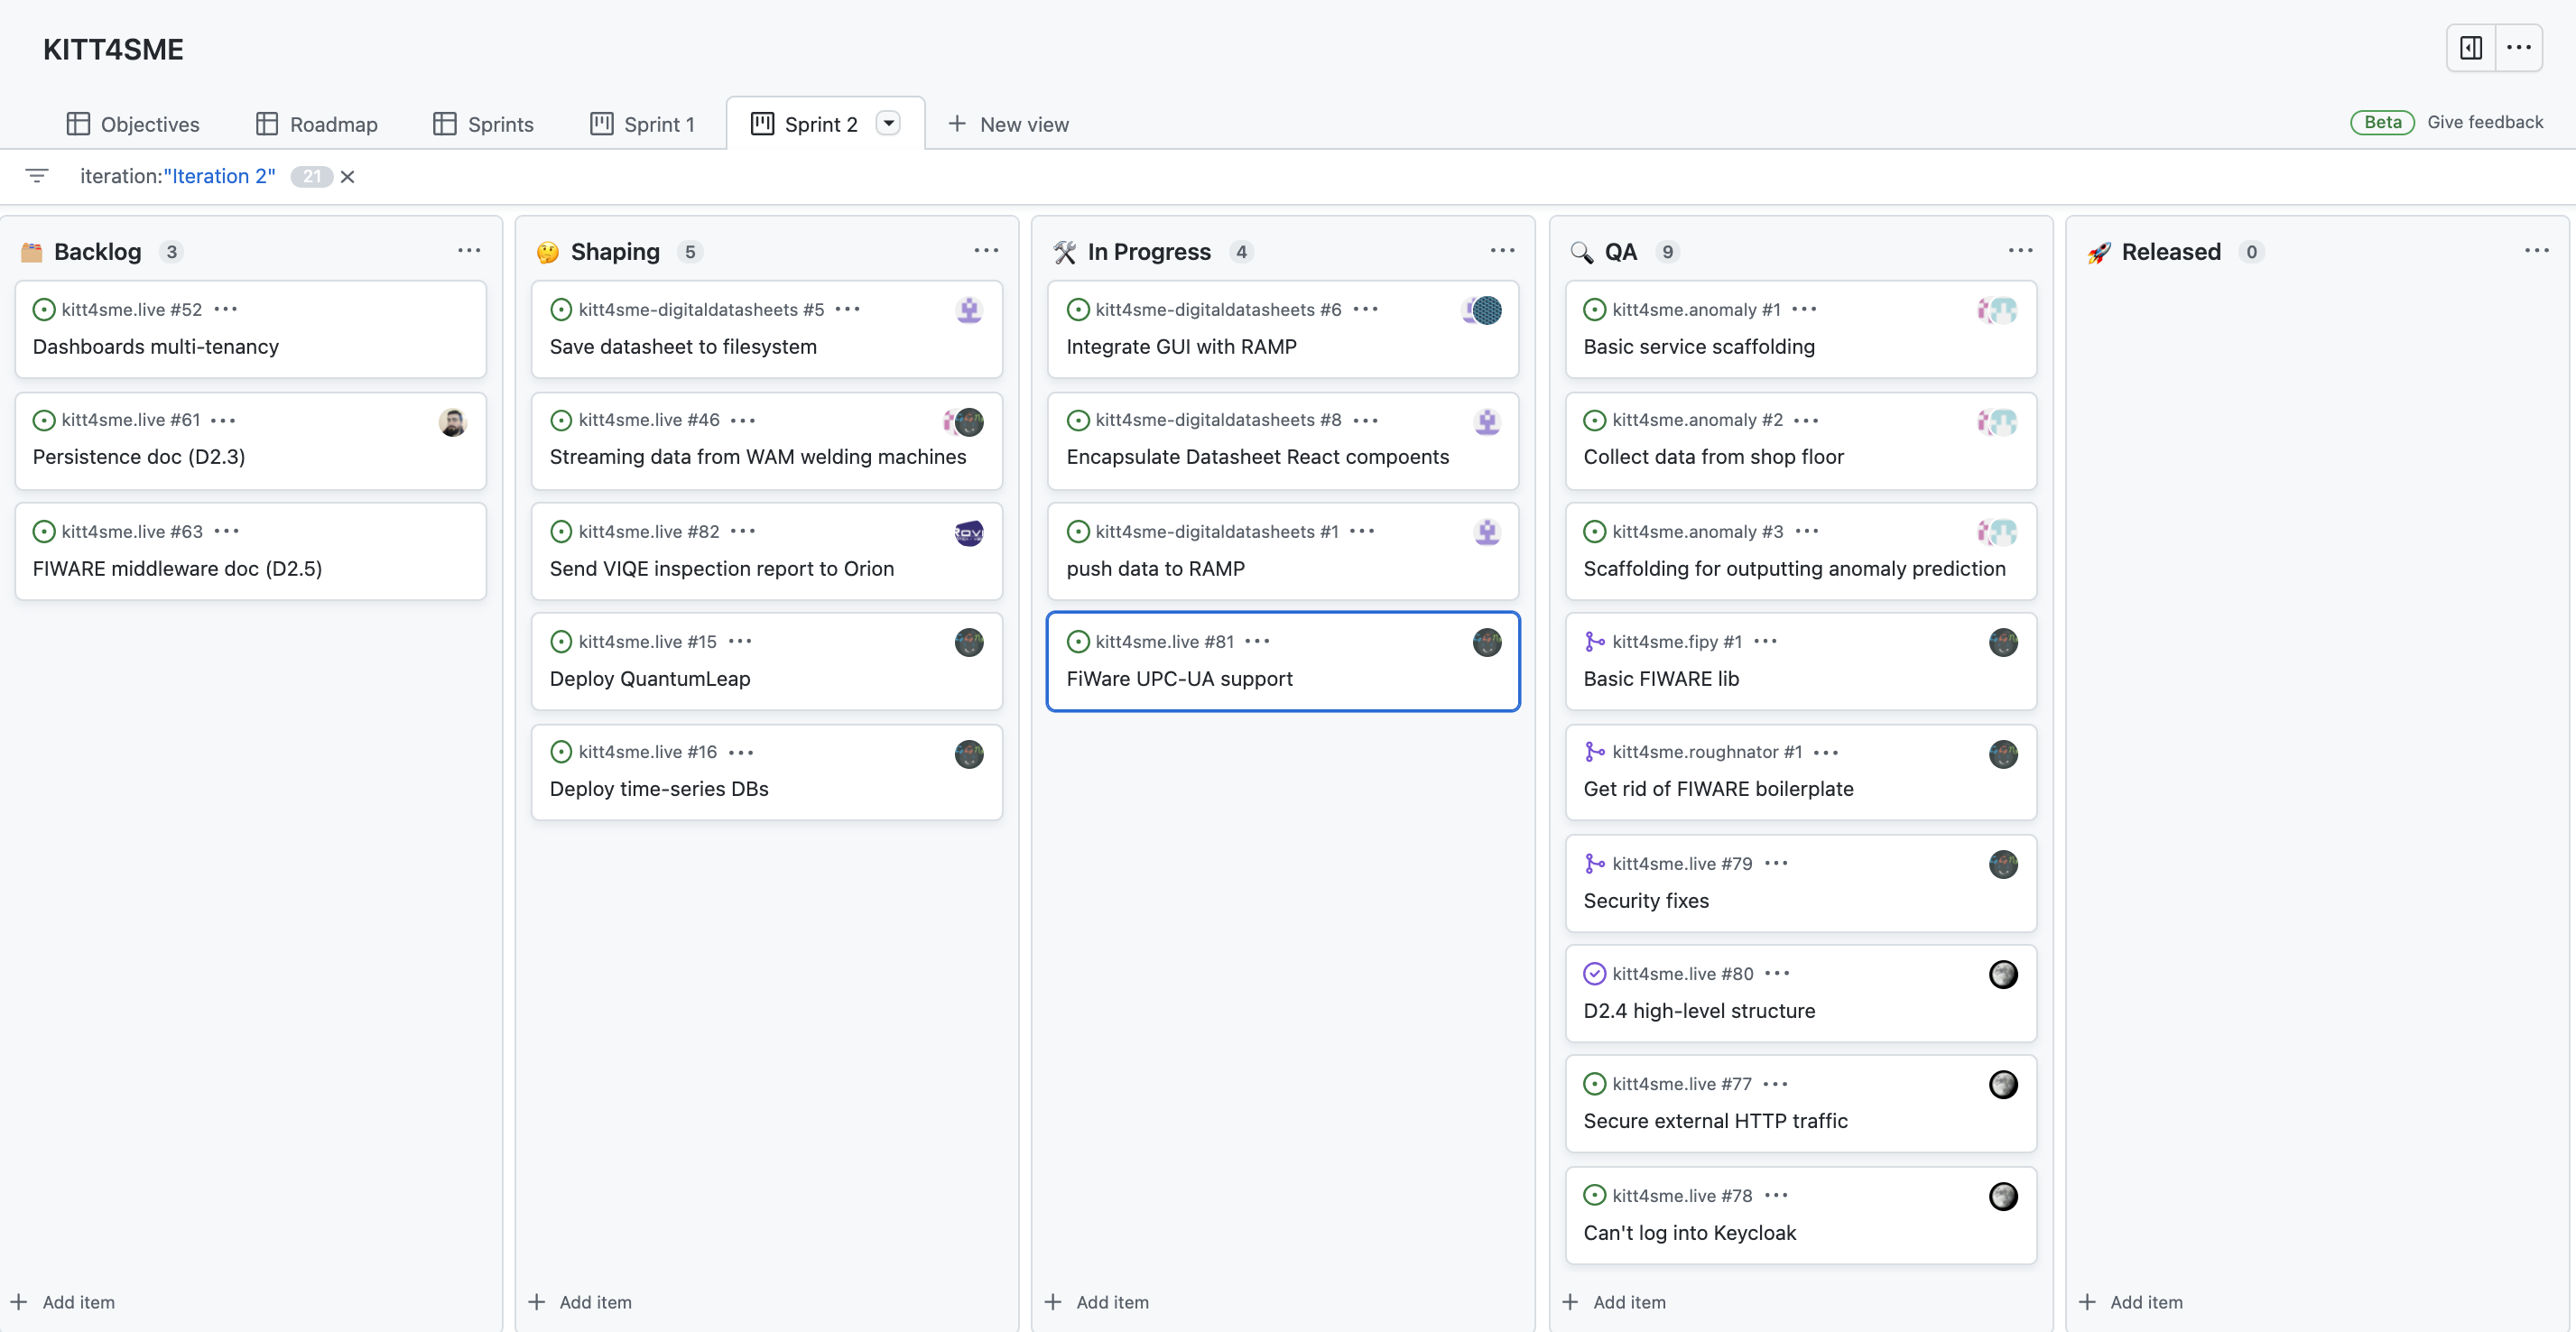 KITT4SME
Objectives
Roadmap
Sprints
Sprint 1
Sprint 2
New view
Beta
Give feedback
iteration:"Iteration 2" 21
Backlog 3
kitt4sme.live #52
Dashboards multi-tenancy
kitt4sme.live #61
Persistence doc (D2.3)
kitt4sme.live #63
FIWARE middleware doc (D2.5)
Add item
Shaping 5
kitt4sme-digitaldatasheets #5
Save datasheet to filesystem
kitt4sme.live #46
Streaming data from WAM welding machines
kitt4sme.live #82
Send VIQE inspection report to Orion
kitt4sme.live #15
Deploy QuantumLeap
kitt4sme.live #16
Deploy time-series DBs
Add item
In Progress 4
kitt4sme-digitaldatasheets #6
Integrate GUI with RAMP
kitt4sme-digitaldatasheets #8
Encapsulate Datasheet React compoents
kitt4sme-digitaldatasheets #1
push data to RAMP
kitt4sme.live #81
FiWare UPC-UA support
Add item
QA 9
kitt4sme.anomaly #1
Basic service scaffolding
kitt4sme.anomaly #2
Collect data from shop floor
kitt4sme.anomaly #3
Scaffolding for outputting anomaly prediction
kitt4sme.fipy #1
Basic FIWARE lib
kitt4sme.roughnator #1
Get rid of FIWARE boilerplate
kitt4sme.live #79
Security fixes
kitt4sme.live #80
D2.4 high-level structure
kitt4sme.live #77
Secure external HTTP traffic
kitt4sme.live #78
Can't log into Keycloak
Add item
Released 0
Add item